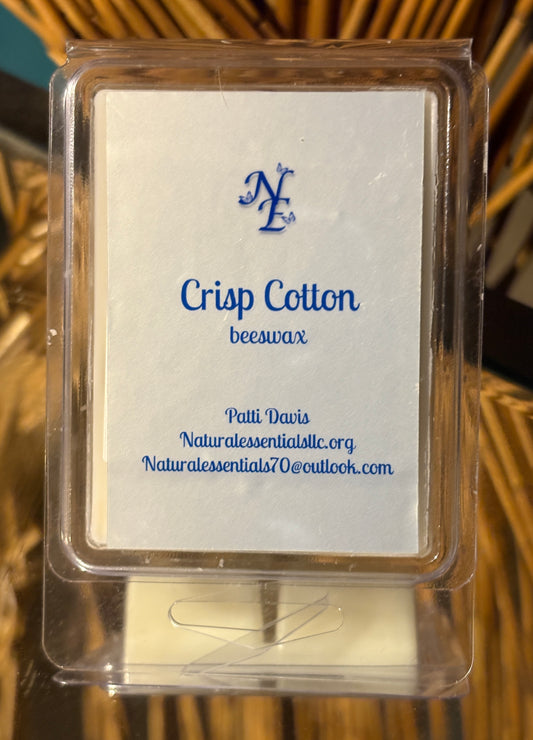 NE
Crisp Cotton
beeswax
Patti Davis
Naturalessentialsllc.org
Naturalessentials70@outlook.com